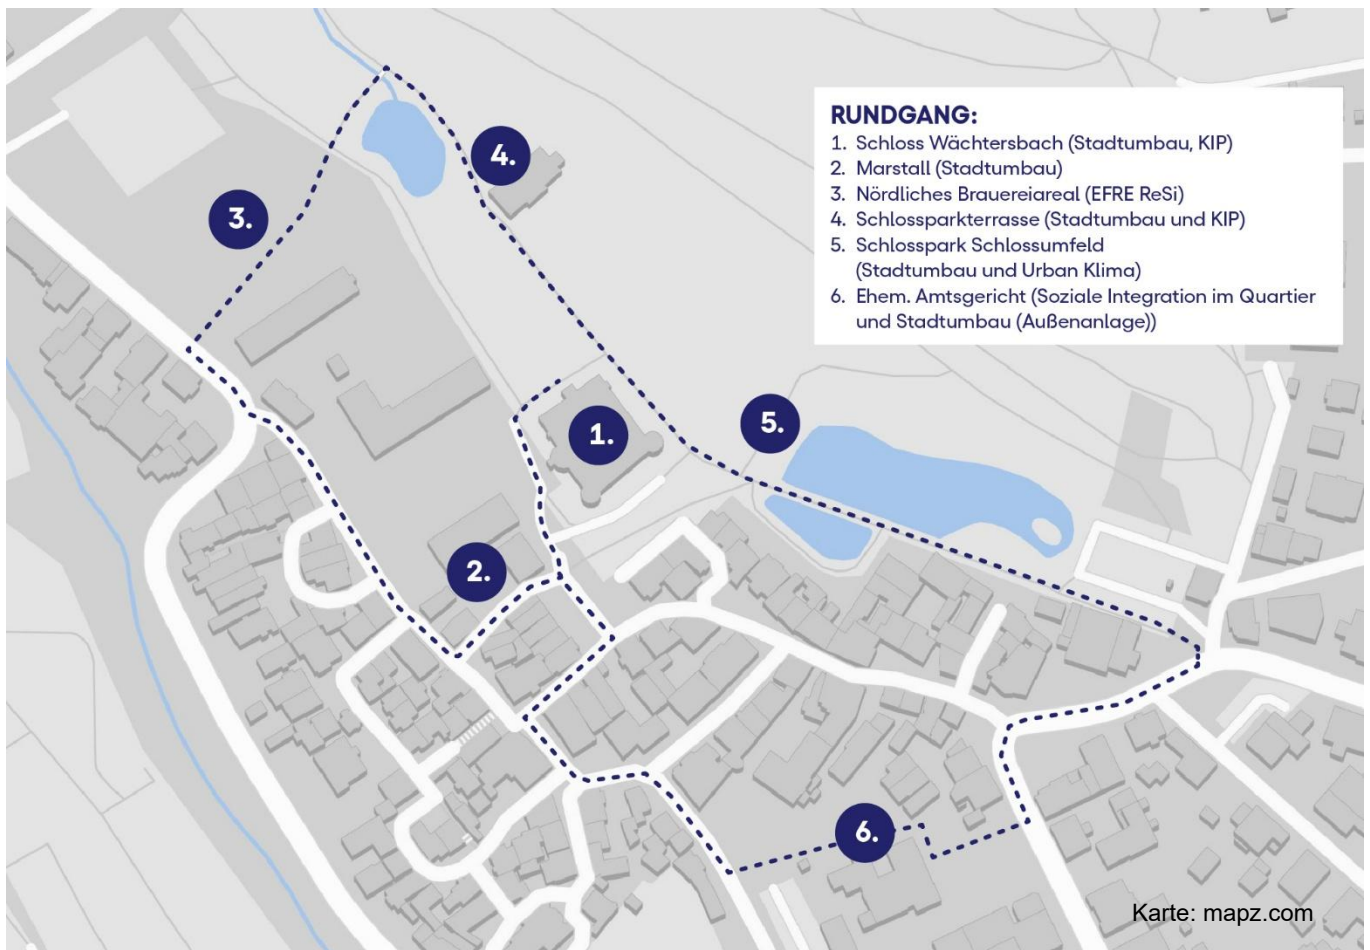 RUNDGANG:
1. Schloss Wächtersbach (Stadtumbau, KIP)
2. Marstall (Stadtumbau)
3. Nördliches Brauereiareal (EFRE ReSi)
4. Schlossparkterrasse (Stadtumbau und KIP)
5. Schlosspark Schlossumfeld
(Stadtumbau und Urban Klima)
6. Ehem. Amtsgericht (Soziale Integration im Quartier
und Stadtumbau (Außenanlage))
4.
3.
5.
1.
2.
6.
Karte: mapz.com